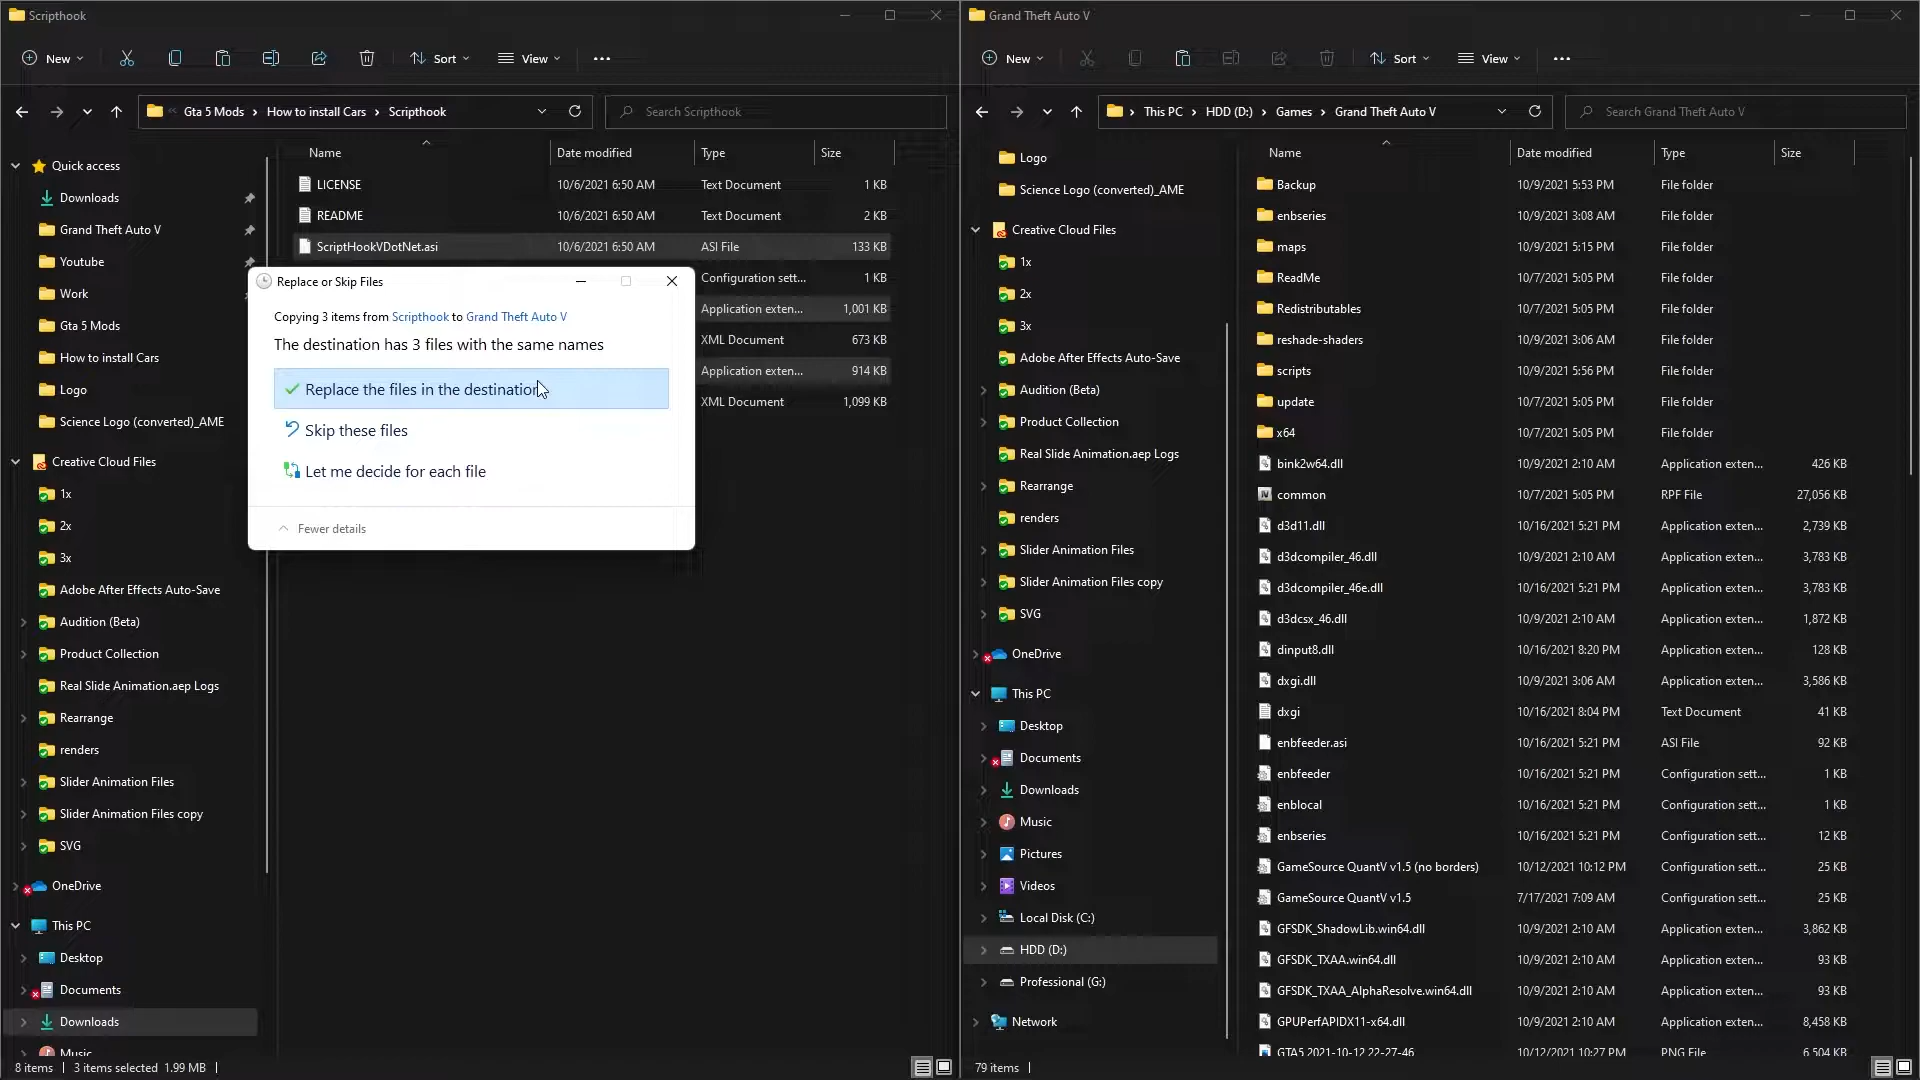 Scripthook
New
Sort
View
Gta 5 Mods > How to install Cars > Scripthook
Search Scripthook
Quick access
Downloads
Grand Theft Auto V
Youtube
Work
Gta 5 Mods
How to install Cars
Logo
Science Logo (converted)_AME
Creative Cloud Files
1x
2x
3x
Adobe After Effects Auto-Save
Audition (Beta)
Product Collection
Real Slide Animation.aep Logs
Rearrange
renders
Slider Animation Files
Slider Animation Files copy
SVG
OneDrive
This PC
Desktop
Documents
Downloads
Music
Name Date modified Type Size
LICENSE 10/6/2021 6:50 AM Text Document 1 KB
README 10/6/2021 6:50 AM Text Document 2 KB
ScriptHookVDotNet.asi 10/6/2021 6:50 AM ASI File 133 KB
Configuration sett... 1 KB
Application exten... 1,001 KB
XML Document 673 KB
Application exten... 914 KB
XML Document 1,099 KB
Replace or Skip Files
Copying 3 items from Scripthook to Grand Theft Auto V
The destination has 3 files with the same names
Replace the files in the destination
Skip these files
Let me decide for each file
Fewer details
8 items 3 items selected 1.99 MB
Grand Theft Auto V
New
Sort
View
This PC > HDD (D:) > Games > Grand Theft Auto V
Search Grand Theft Auto V
Logo
Science Logo (converted)_AME
Creative Cloud Files
1x
2x
3x
Adobe After Effects Auto-Save
Audition (Beta)
Product Collection
Real Slide Animation.aep Logs
Rearrange
renders
Slider Animation Files
Slider Animation Files copy
SVG
OneDrive
This PC
Desktop
Documents
Downloads
Music
Pictures
Videos
Local Disk (C:)
HDD (D:)
Professional (G:)
Network
Name Date modified Type Size
Backup 10/9/2021 5:53 PM File folder
enbseries 10/9/2021 3:08 AM File folder
maps 10/9/2021 5:15 PM File folder
ReadMe 10/7/2021 5:05 PM File folder
Redistributables 10/7/2021 5:05 PM File folder
reshade-shaders 10/9/2021 3:06 AM File folder
scripts 10/9/2021 5:56 PM File folder
update 10/7/2021 5:05 PM File folder
x64 10/7/2021 5:05 PM File folder
bink2w64.dll 10/9/2021 2:10 AM Application exten... 426 KB
common 10/7/2021 5:05 PM RPF File 27,056 KB
d3d11.dll 10/16/2021 5:21 PM Application exten... 2,739 KB
d3dcompiler_46.dll 10/9/2021 2:10 AM Application exten... 3,783 KB
d3dcompiler_46e.dll 10/16/2021 5:21 PM Application exten... 3,783 KB
d3dcsx_46.dll 10/9/2021 2:10 AM Application exten... 1,872 KB
dinput8.dll 10/16/2021 8:20 PM Application exten... 128 KB
dxgi.dll 10/9/2021 3:06 AM Application exten... 3,586 KB
dxgi 10/16/2021 8:04 PM Text Document 41 KB
enbfeeder.asi 10/16/2021 5:21 PM ASI File 92 KB
enbfeeder 10/16/2021 5:21 PM Configuration sett... 1 KB
enblocal 10/16/2021 5:21 PM Configuration sett... 1 KB
enbseries 10/16/2021 5:21 PM Configuration sett... 12 KB
GameSource QuantV v1.5 (no borders) 10/12/2021 10:12 PM Configuration sett... 25 KB
GameSource QuantV v1.5 7/17/2021 7:09 AM Configuration sett... 25 KB
GFSDK_ShadowLib.win64.dll 10/9/2021 2:10 AM Application exten... 3,862 KB
GFSDK_TXAA.win64.dll 10/9/2021 2:10 AM Application exten... 93 KB
GFSDK_TXAA_AlphaResolve.win64.dll 10/9/2021 2:10 AM Application exten... 93 KB
GPUPerfAPIDX11-x64.dll 10/9/2021 2:10 AM Application exten... 8,458 KB
GTA5 2021-10-12 22-27-46 10/12/2021 10:27 PM PNG File 6,504 KB
79 items